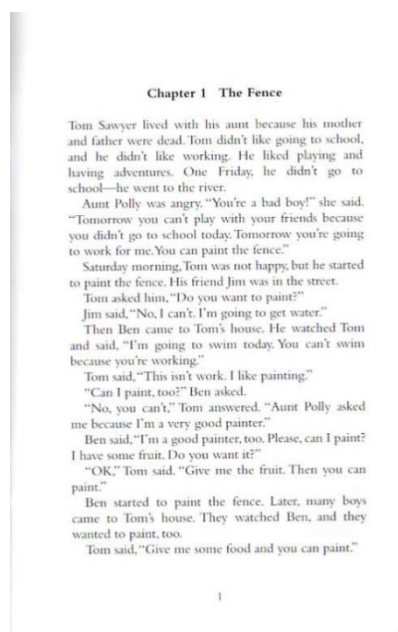 Chapter 1 The Fence
Tom Sawyer lived with his aunt because his mother
and father were dead. Tom didn't like going to school,
and he didn't like working. He liked playing and
having adventures. One Friday, he didn't go to
school—he went to the river.
Aunt Polly was angry. "You're a bad boy!" she said.
"Tomorrow you can't play with your friends because
you didn't go to school today. Tomorrow you're going
to work for me. You can paint the fence."
Saturday morning, Tom was not happy, but he started
to paint the fence. His friend Jim was in the street.
Tom asked him, "Do you want to paint?"
Jim said, "No, I can't. I'm going to get water."
Then Ben came to Tom's house. He watched Tom
and said, "I'm going to swim today. You can't swim
because you're working."
Tom said, "This isn't work. I like painting."
"Can I paint, too?" Ben asked.
"No, you can't," Tom answered. "Aunt Polly asked
me because I'm a very good painter."
Ben said, "I'm a good painter, too. Please, can I paint?
I have some fruit. Do you want it?"
"OK," Tom said. "Give me the fruit. Then you can
paint."
Ben started to paint the fence. Later, many boys
came to Tom's house. They watched Ben, and they
wanted to paint, too.
Tom said, "Give me some food and you can paint."
1